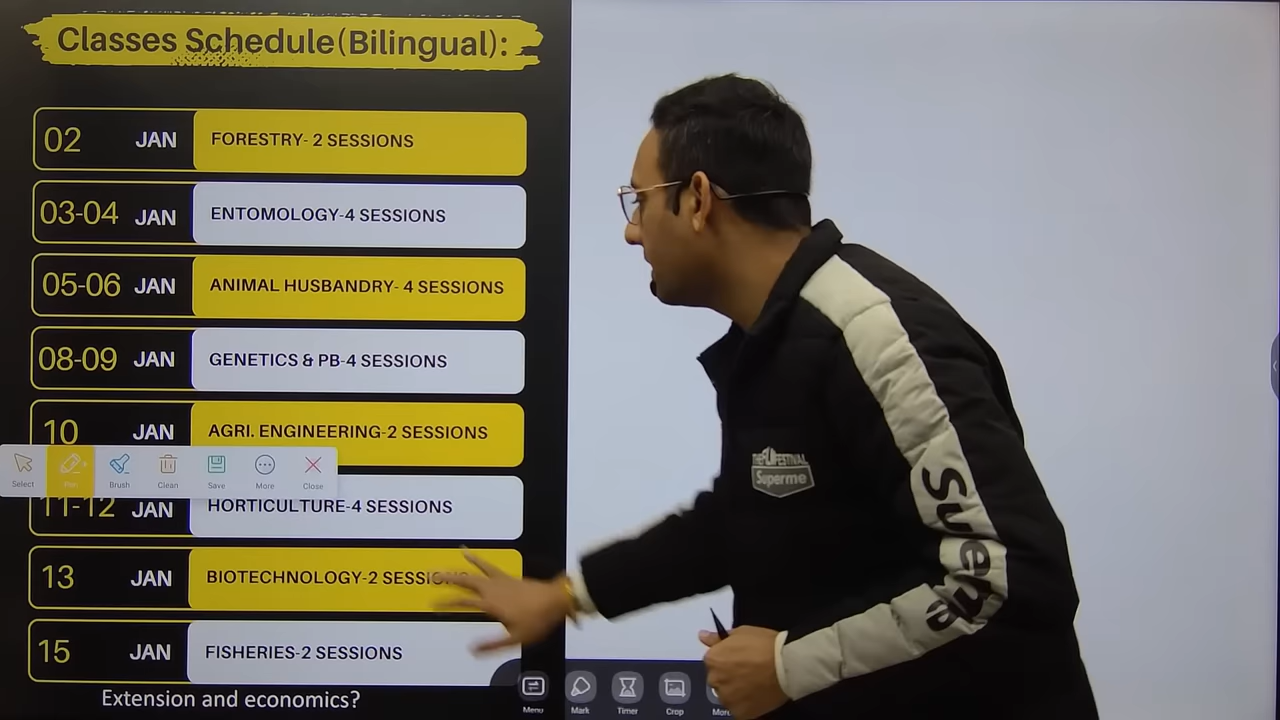 Classes Schedule(Bilingual):
02 JAN FORESTRY- 2 SESSIONS
03-04 JAN ENTOMOLOGY-4 SESSIONS
05-06 JAN ANIMAL HUSBANDRY- 4 SESSIONS
08-09 JAN GENETICS & PB-4 SESSIONS
10 JAN AGRI. ENGINEERING-2 SESSIONS
Select Pen Brush Clean Save More Close
11-12 JAN HORTICULTURE-4 SESSIONS
13 JAN BIOTECHNOLOGY-2 SESSIONS
15 JAN FISHERIES-2 SESSIONS
Extension and economics?
Menu Mark Timer Crop More
Superme